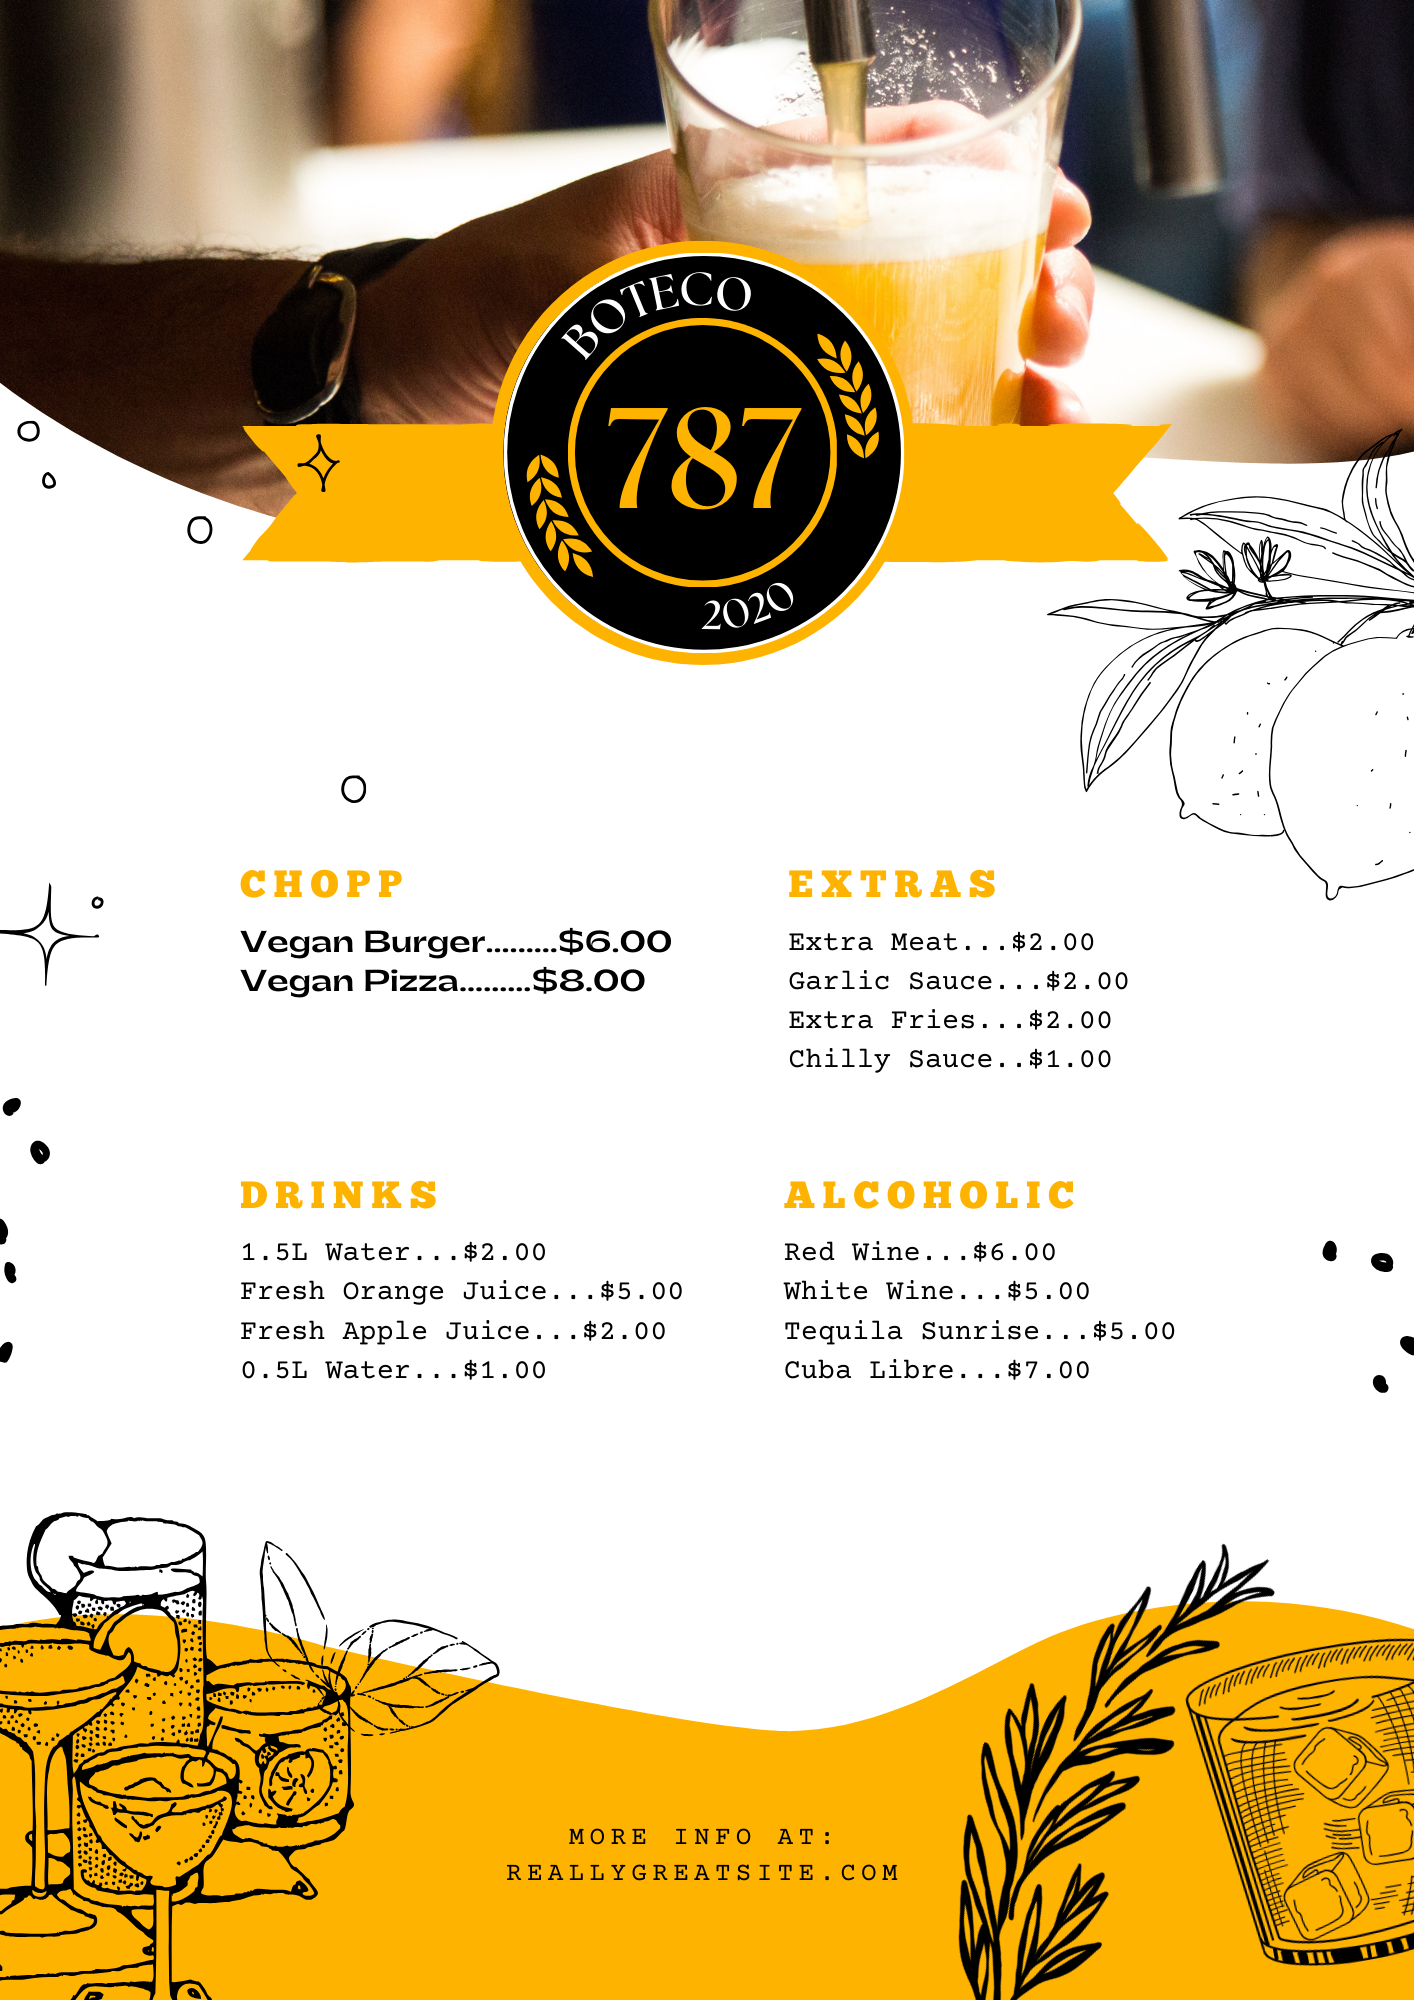 BOTECO
787
2020
CHOPP
Vegan Burger.........$6.00
Vegan Pizza.........$8.00
EXTRAS
Extra Meat...$2.00
Garlic Sauce...$2.00
Extra Fries...$2.00
Chilly Sauce..$1.00
DRINKS
1.5L Water...$2.00
Fresh Orange Juice...$5.00
Fresh Apple Juice...$2.00
0.5L Water...$1.00
ALCOHOLIC
Red Wine...$6.00
White Wine...$5.00
Tequila Sunrise...$5.00
Cuba Libre...$7.00
MORE INFO AT:
REALLYGREATSITE.COM